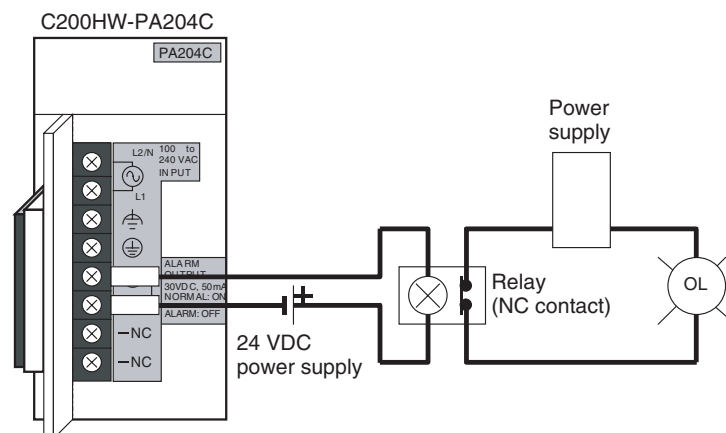 C200HW-PA204C
PA204C
L2/N
100 to
240 VAC
INPUT
L1
ALARM
OUTPUT
30VDC, 50mA
NORMAL: ON
ALARM: OFF
NC
NC
24 VDC
power supply
Power
supply
Relay
(NC contact)
OL